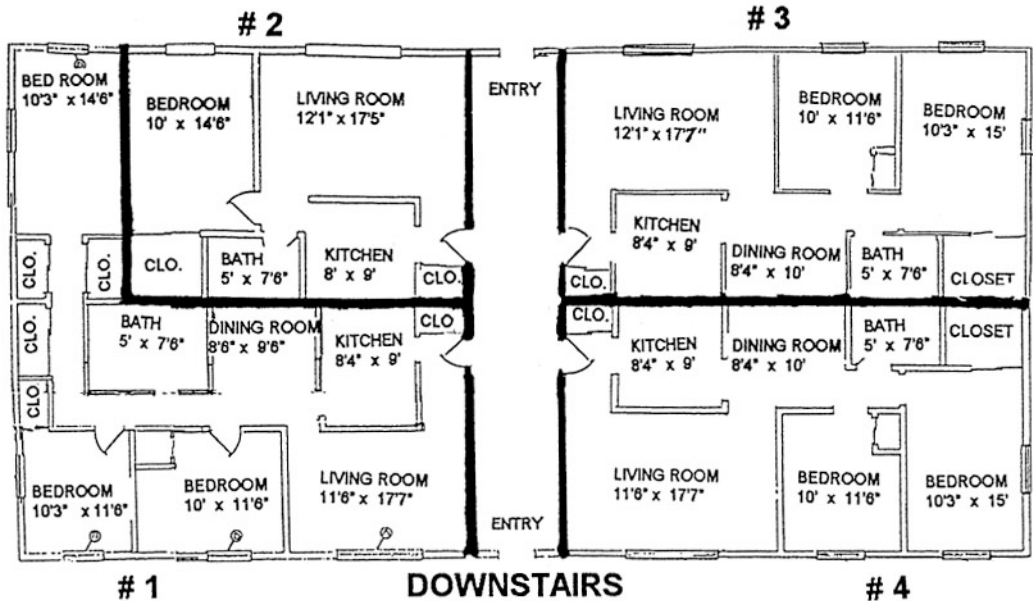 # 2
# 3
BED ROOM
10'3" x 14'6"
BEDROOM
10' x 14'6"
LIVING ROOM
12'1" x 17'5"
ENTRY
LIVING ROOM
12'1" x 17'7"
BEDROOM
10' x 11'6"
BEDROOM
10'3" x 15'
CLO.
CLO.
CLO.
BATH
5' x 7'6"
KITCHEN
8' x 9'
CLO.
CLO.
KITCHEN
8'4" x 9'
DINING ROOM
8'4" x 10'
BATH
5' x 7'6"
CLOSET
CLO.
CLO.
BATH
5' x 7'6"
DINING ROOM
8'6" x 9'6"
KITCHEN
8'4" x 9'
CLO
CLO.
KITCHEN
8'4" x 9'
DINING ROOM
8'4" x 10'
BATH
5' x 7'6"
CLOSET
BEDROOM
10'3" x 11'6"
BEDROOM
10' x 11'6"
LIVING ROOM
11'6" x 17'7"
ENTRY
LIVING ROOM
11'6" x 17'7"
BEDROOM
10' x 11'6"
BEDROOM
10'3" x 15'
# 1
DOWNSTAIRS
# 4